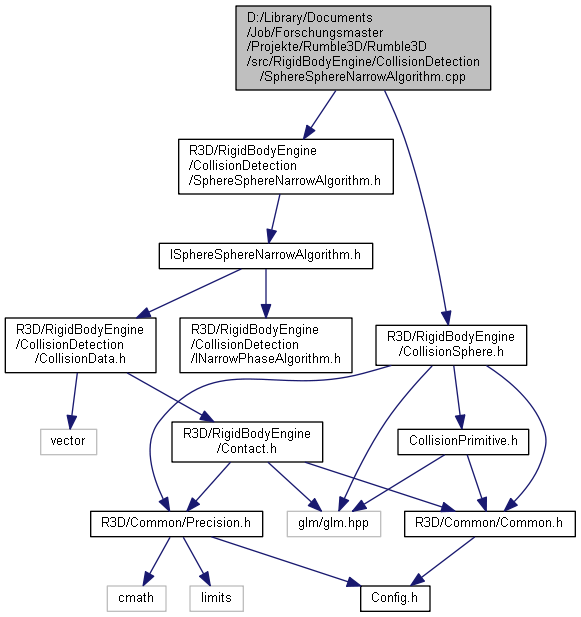 D:/Library/Documents
/Job/Forschungsmaster
/Projekte/Rumble3D/Rumble3D
/src/RigidBodyEngine/CollisionDetection
/SphereSphereNarrowAlgorithm.cpp
R3D/RigidBodyEngine
/CollisionDetection
/SphereSphereNarrowAlgorithm.h
ISphereSphereNarrowAlgorithm.h
R3D/RigidBodyEngine
/CollisionDetection
/CollisionData.h
R3D/RigidBodyEngine
/CollisionDetection
/INarrowPhaseAlgorithm.h
R3D/RigidBodyEngine
/CollisionSphere.h
vector
R3D/RigidBodyEngine
/Contact.h
CollisionPrimitive.h
R3D/Common/Precision.h
glm/glm.hpp
R3D/Common/Common.h
cmath
limits
Config.h